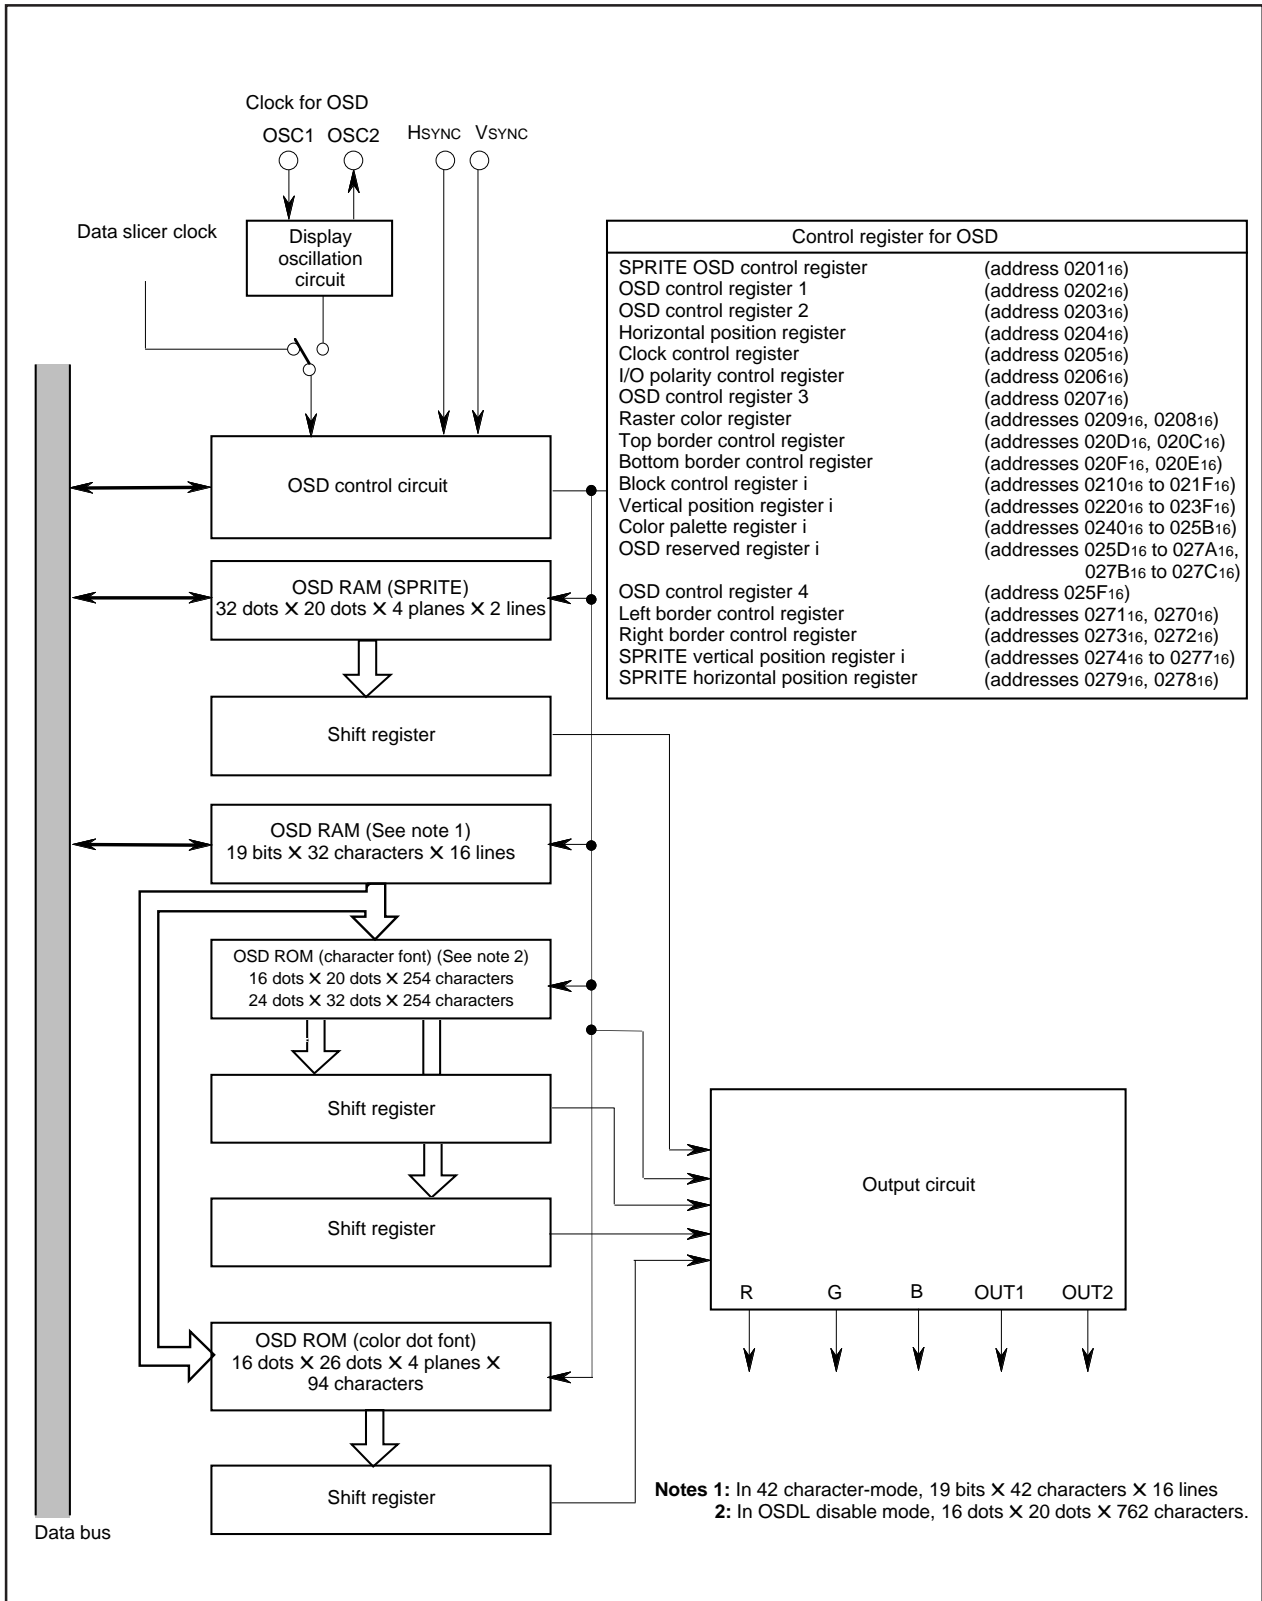 Clock for OSD
OSC1 OSC2 HSYNC VSYNC
Data slicer clock
Display
oscillation
circuit
Control register for OSD
SPRITE OSD control register (address 0201₁₆)
OSD control register 1 (address 0202₁₆)
OSD control register 2 (address 0203₁₆)
Horizontal position register (address 0204₁₆)
Clock control register (address 0205₁₆)
I/O polarity control register (address 0206₁₆)
OSD control register 3 (address 0207₁₆)
Raster color register (addresses 0209₁₆, 0208₁₆)
Top border control register (addresses 020D₁₆, 020C₁₆)
Bottom border control register (addresses 020F₁₆, 020E₁₆)
Block control register i (addresses 0210₁₆ to 021F₁₆)
Vertical position register i (addresses 0220₁₆ to 023F₁₆)
Color palette register i (addresses 0240₁₆ to 025B₁₆)
OSD reserved register i (addresses 025D₁₆ to 027A₁₆,
027B₁₆ to 027C₁₆)
OSD control register 4 (address 025F₁₆)
Left border control register (addresses 0271₁₆, 0270₁₆)
Right border control register (addresses 0273₁₆, 0272₁₆)
SPRITE vertical position register i (addresses 0274₁₆ to 0277₁₆)
SPRITE horizontal position register (addresses 0279₁₆, 0278₁₆)
OSD control circuit
OSD RAM (SPRITE)
32 dots ✕ 20 dots ✕ 4 planes ✕ 2 lines
Shift register
OSD RAM (See note 1)
19 bits ✕ 32 characters ✕ 16 lines
OSD ROM (character font) (See note 2)
16 dots ✕ 20 dots ✕ 254 characters
24 dots ✕ 32 dots ✕ 254 characters
Shift register
Shift register
Output circuit
R G B OUT1 OUT2
OSD ROM (color dot font)
16 dots ✕ 26 dots ✕ 4 planes ✕
94 characters
Shift register
Data bus
Notes 1: In 42 character-mode, 19 bits ✕ 42 characters ✕ 16 lines
2: In OSDL disable mode, 16 dots ✕ 20 dots ✕ 762 characters.